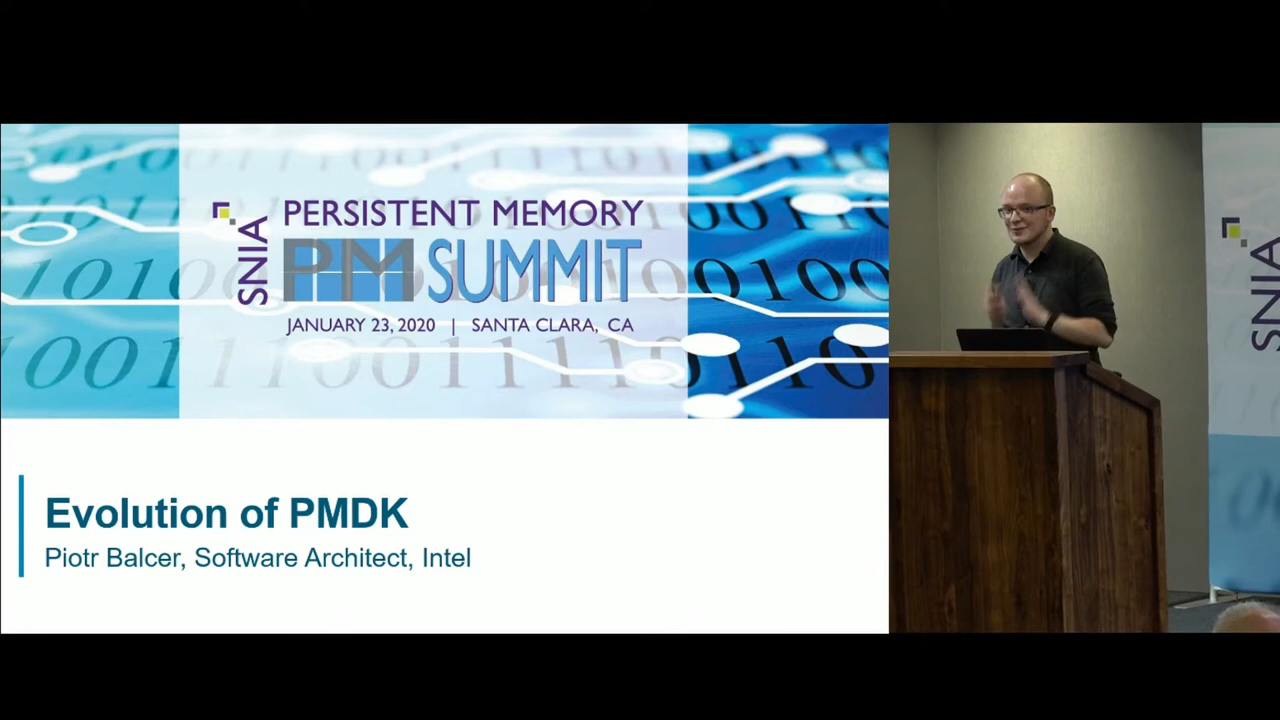 SNIA
PERSISTENT MEMORY
PM SUMMIT
JANUARY 23, 2020 | SANTA CLARA, CA
Evolution of PMDK
Piotr Balcer, Software Architect, Intel
SNIA